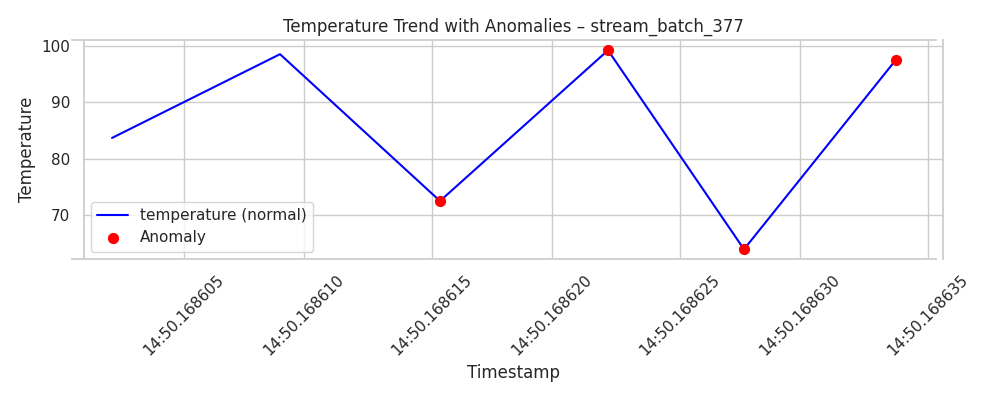 Temperature Trend with Anomalies – stream_batch_377
100
90
80
70
Temperature
temperature (normal)
Anomaly
14:50.168605
14:50.168610
14:50.168615
14:50.168620
14:50.168625
14:50.168630
14:50.168635
Timestamp